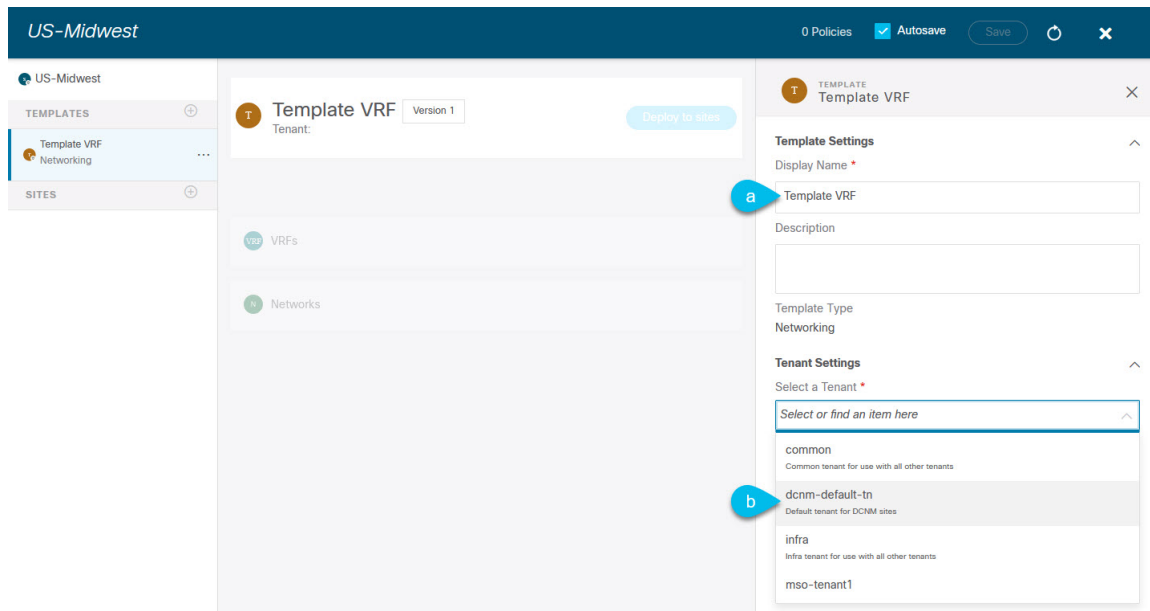 US-Midwest
0 Policies
Autosave
Save
US-Midwest
TEMPLATES
Template VRF
Networking
...
SITES
T
Template VRF
Version 1
Tenant:
Deploy to sites
VRF
VRFs
N
Networks
T
TEMPLATE
Template VRF
Template Settings
Display Name *
a
Template VRF
Description
Template Type
Networking
Tenant Settings
Select a Tenant *
Select or find an item here
common
Common tenant for use with all other tenants
b
dcnm-default-tn
Default tenant for DCNM sites
infra
Infra tenant for use with all other tenants
mso-tenant1